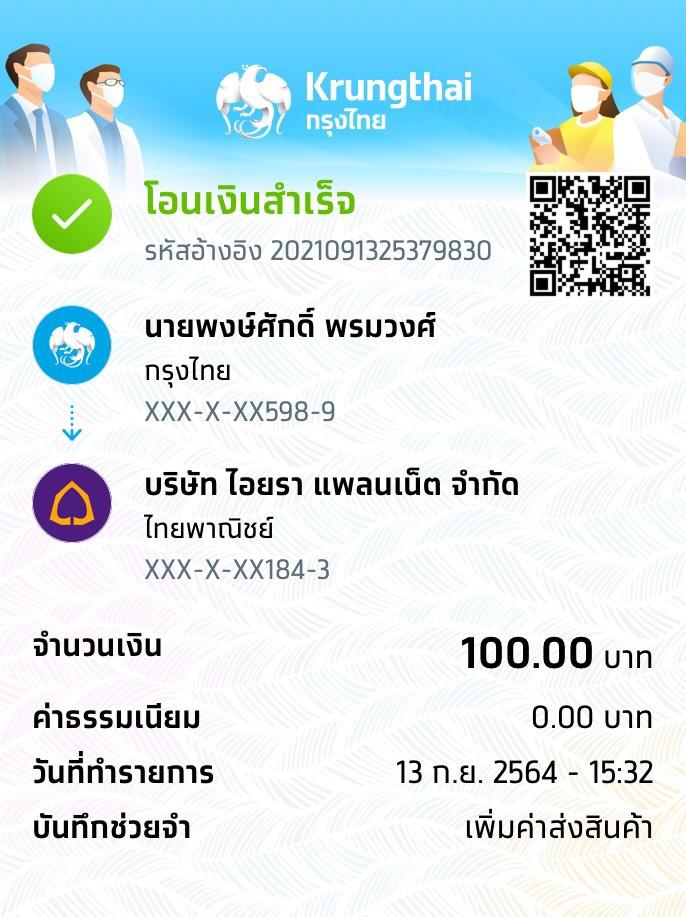 Krungthai
กรุงไทย
โอนเงินสำเร็จ
รหัสอ้างอิง 2021091325379830
นายพงษ์ศักดิ์ พรมวงศ์
กรุงไทย
XXX-X-XX598-9
บริษัท ไอยรา แพลนเน็ต จำกัด
ไทยพาณิชย์
XXX-X-XX184-3
จำนวนเงิน 100.00 บาท
ค่าธรรมเนียม 0.00 บาท
วันที่ทำรายการ 13 ก.ย. 2564 - 15:32
บันทึกช่วยจำ เพิ่มค่าส่งสินค้า